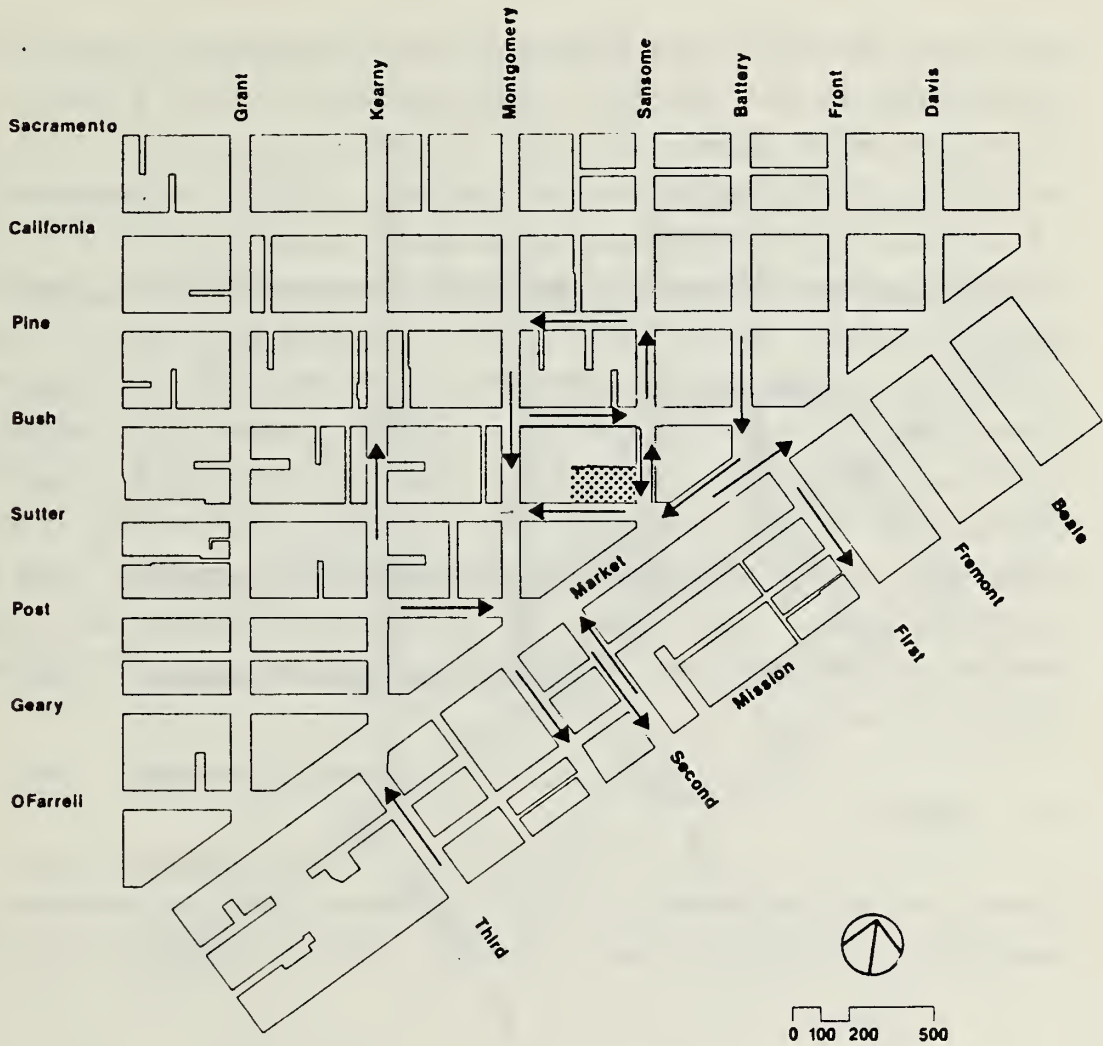 Grant
Kearny
Montgomery
Sansome
Battery
Front
Davis
Sacramento
California
Pine
Bush
Sutter
Post
Geary
OFarrell
Market
Mission
Beale
Fremont
First
Second
Third
0 100 200 500